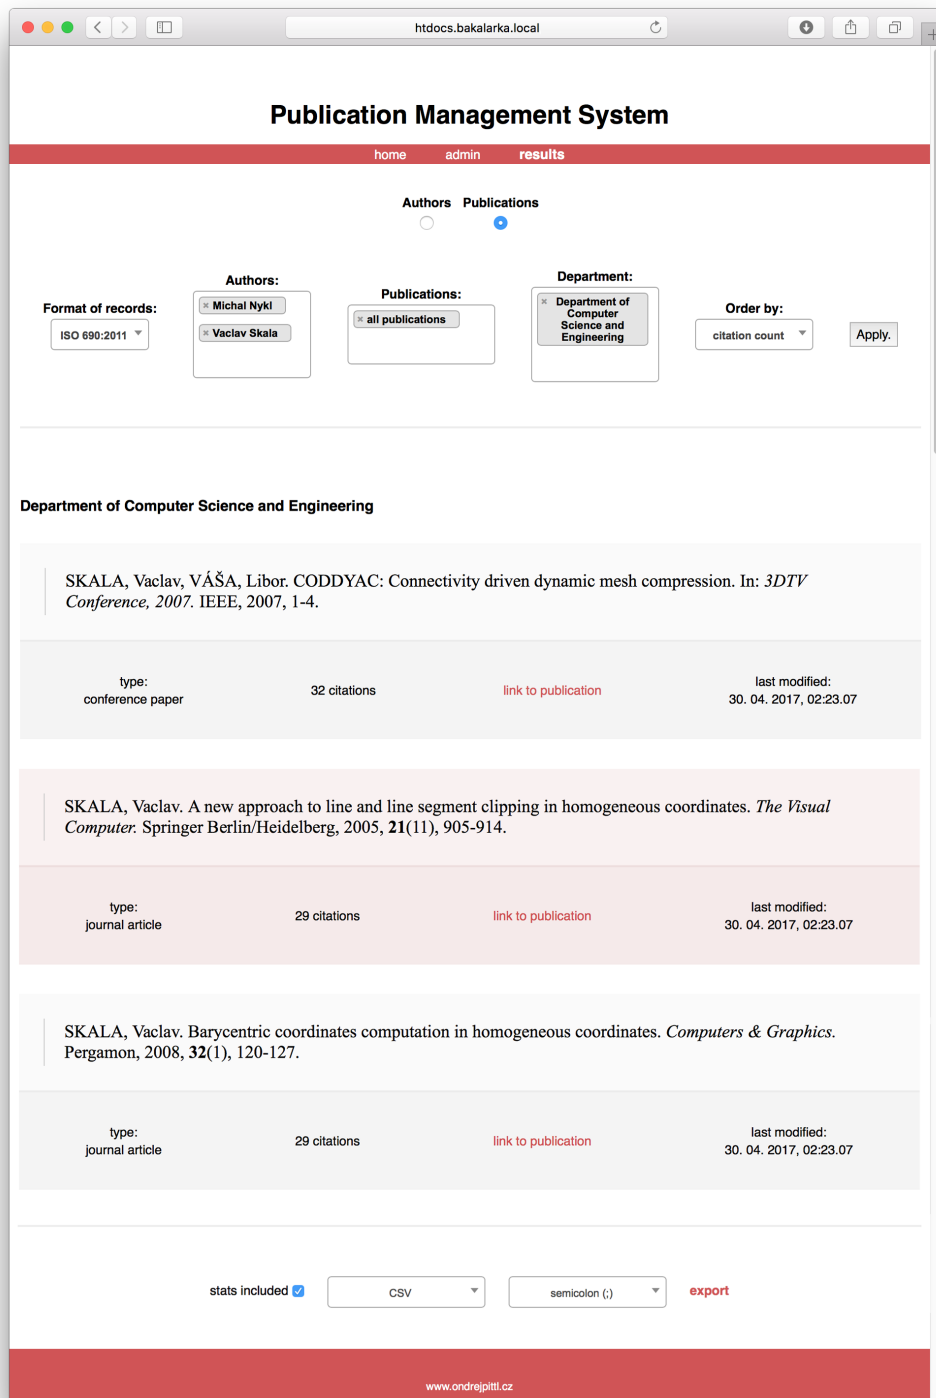 htdocs.bakalarka.local
Publication Management System
home admin results
Authors Publications
Format of records:
ISO 690:2011
Authors:
× Michal Nykl
× Vaclav Skala
Publications:
× all publications
Department:
× Department of
Computer
Science and
Engineering
Order by:
citation count
Apply.
Department of Computer Science and Engineering
SKALA, Vaclav, VÁŠA, Libor. CODDYAC: Connectivity driven dynamic mesh compression. In: 3DTV
Conference, 2007. IEEE, 2007, 1-4.
type:
conference paper
32 citations
link to publication
last modified:
30. 04. 2017, 02:23.07
SKALA, Vaclav. A new approach to line and line segment clipping in homogeneous coordinates. The Visual
Computer. Springer Berlin/Heidelberg, 2005, 21(11), 905-914.
type:
journal article
29 citations
link to publication
last modified:
30. 04. 2017, 02:23.07
SKALA, Vaclav. Barycentric coordinates computation in homogeneous coordinates. Computers & Graphics.
Pergamon, 2008, 32(1), 120-127.
type:
journal article
29 citations
link to publication
last modified:
30. 04. 2017, 02:23.07
stats included CSV semicolon (;) export
www.ondrejpittl.cz